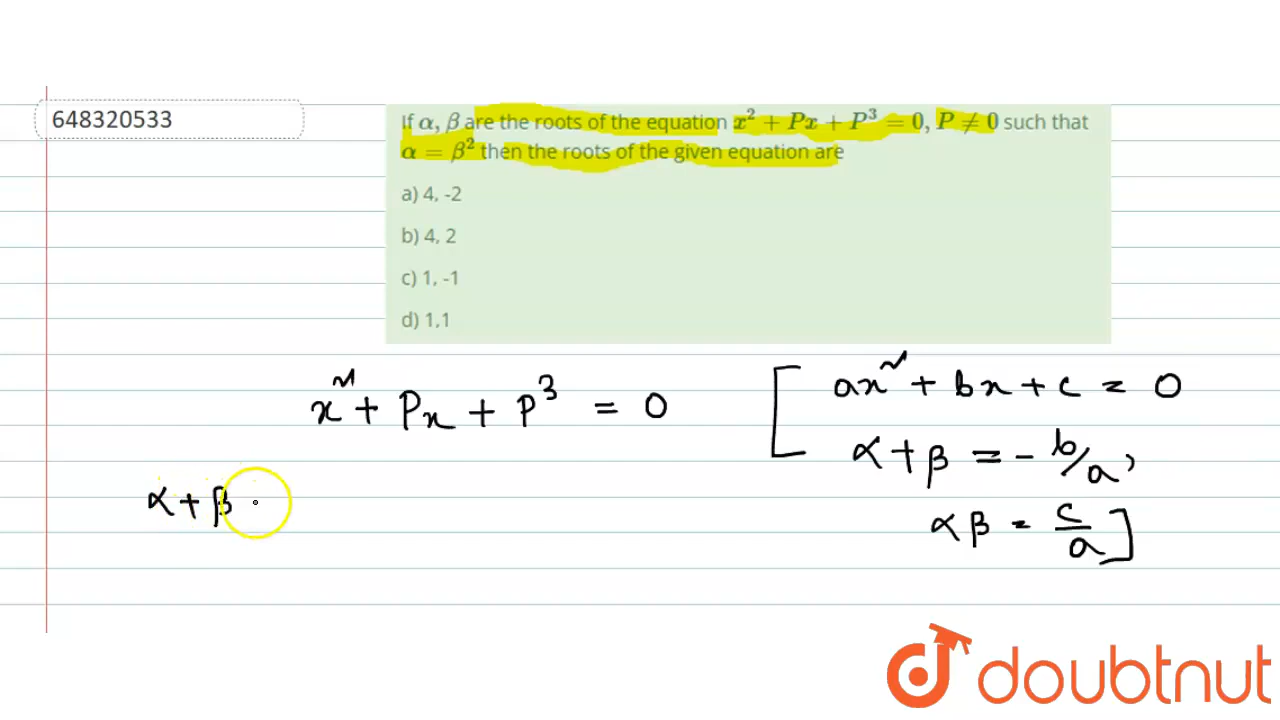 648320533
If α, β are the roots of the equation x² + Px + P³ = 0, P ≠ 0 such that
α = β² then the roots of the given equation are
a) 4, -2
b) 4, 2
c) 1, -1
d) 1,1
x² + Px + P³ = 0
[ ax² + bx + c = 0
α + β = - b/a,
αβ = c/a ]
α + β
doubtnut